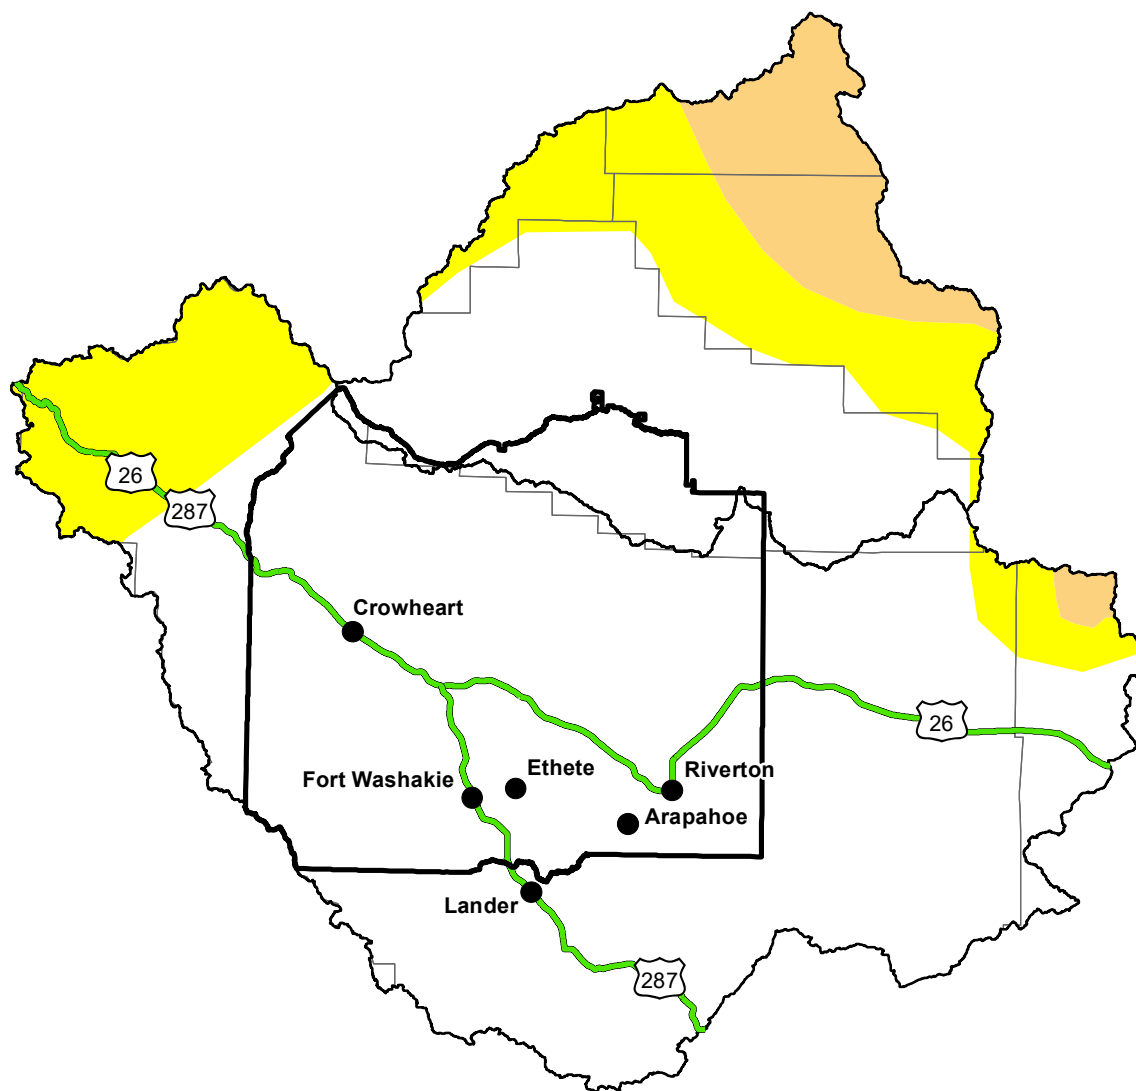 26
287
Crowheart
Fort Washakie
Ethete
Riverton
Arapahoe
26
Lander
287